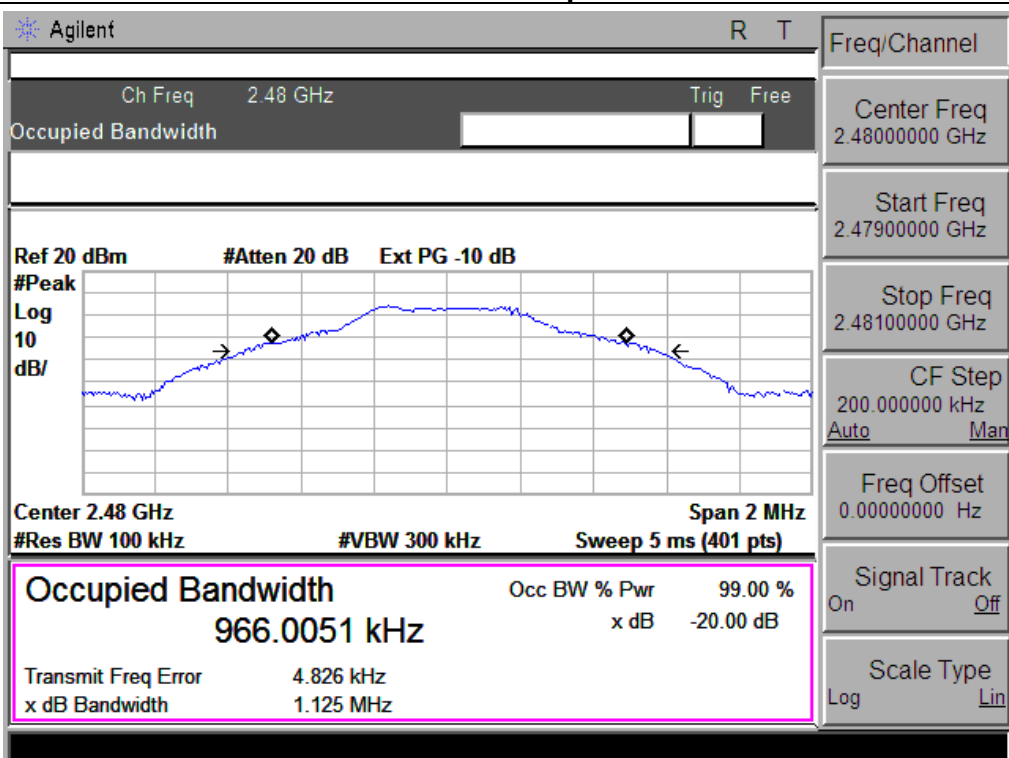 Agilent R T
Freq/Channel
Ch Freq 2.48 GHz Trig Free
Occupied Bandwidth
Center Freq
2.48000000 GHz
Start Freq
2.47900000 GHz
Stop Freq
2.48100000 GHz
CF Step
200.000000 kHz
Auto Man
Freq Offset
0.00000000 Hz
Signal Track
On Off
Scale Type
Log Lin
Ref 20 dBm #Atten 20 dB Ext PG -10 dB
#Peak
Log
10
dB/
Center 2.48 GHz Span 2 MHz
#Res BW 100 kHz #VBW 300 kHz Sweep 5 ms (401 pts)
Occupied Bandwidth Occ BW % Pwr 99.00 %
966.0051 kHz x dB -20.00 dB
Transmit Freq Error 4.826 kHz
x dB Bandwidth 1.125 MHz